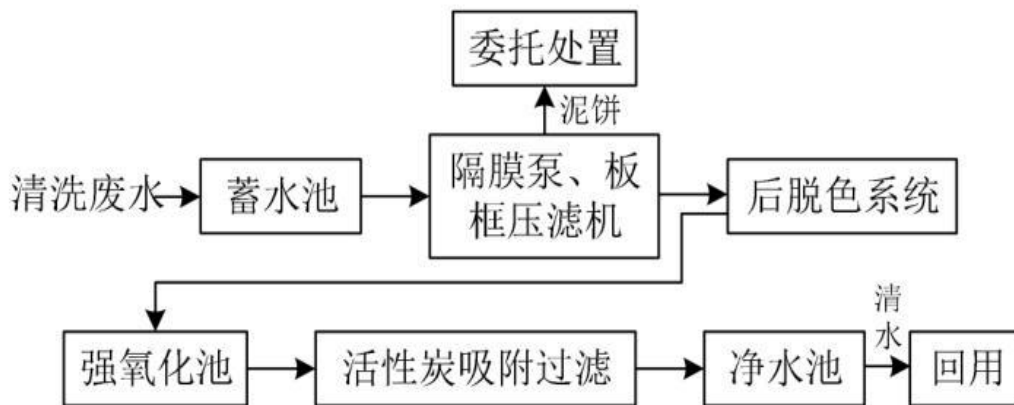 委托处置
泥饼
清洗废水
蓄水池
隔膜泵、板
框压滤机
后脱色系统
强氧化池
活性炭吸附过滤
净水池
清水
回用